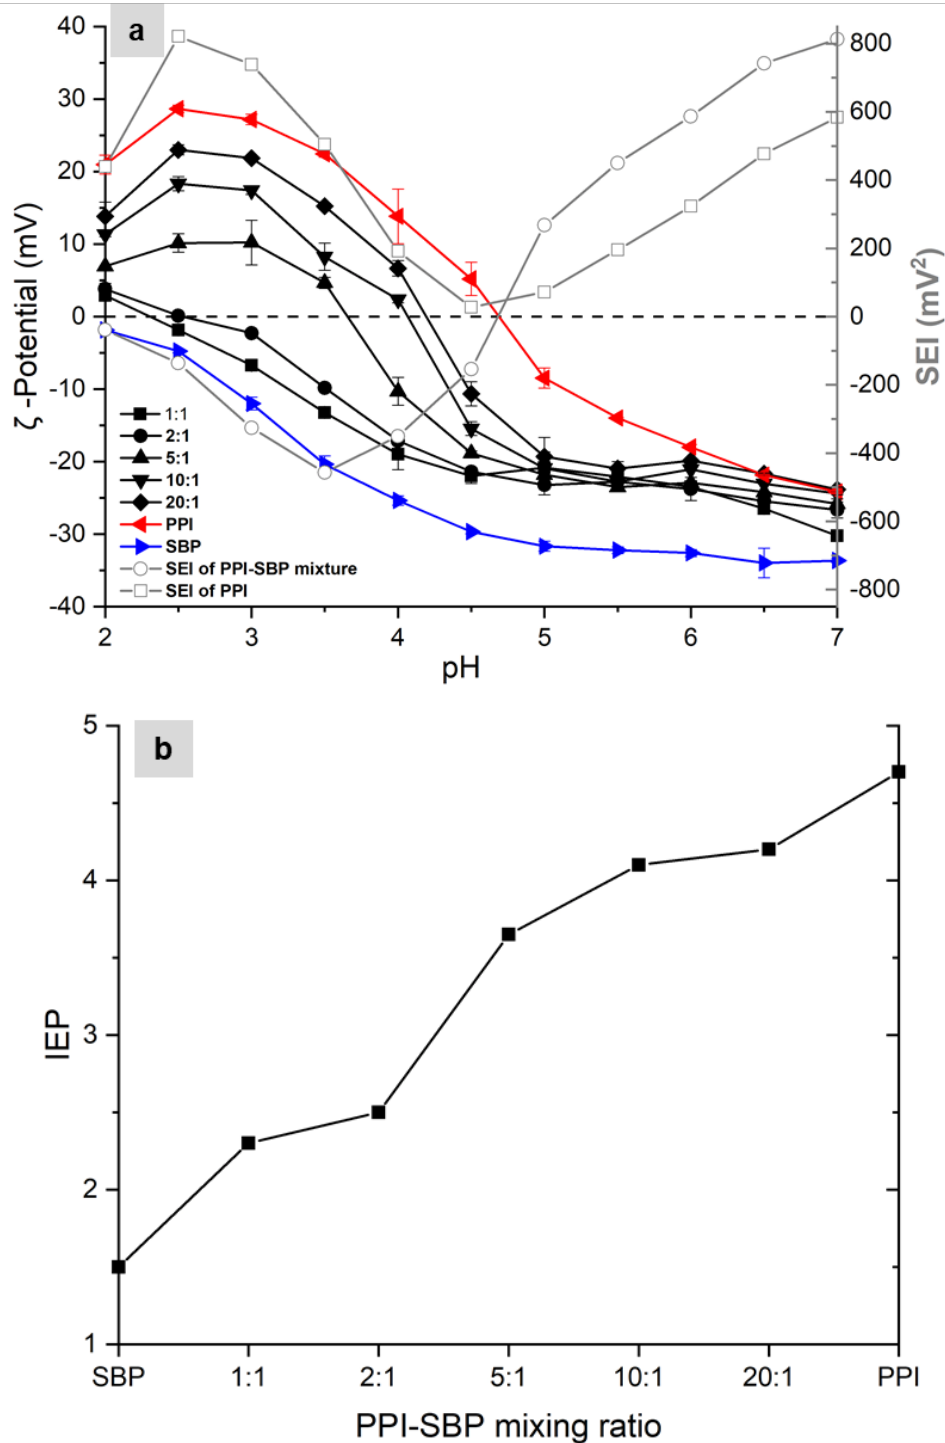 a
40
30
20
10
0
-10
-20
-30
-40
ζ -Potential (mV)
800
600
400
200
0
-200
-400
-600
-800
SEI (mV²)
1:1
2:1
5:1
10:1
20:1
PPI
SBP
SEI of PPI-SBP mixture
SEI of PPI
2 3 4 5 6 7
pH
b
5
4
3
2
1
IEP
SBP 1:1 2:1 5:1 10:1 20:1 PPI
PPI-SBP mixing ratio